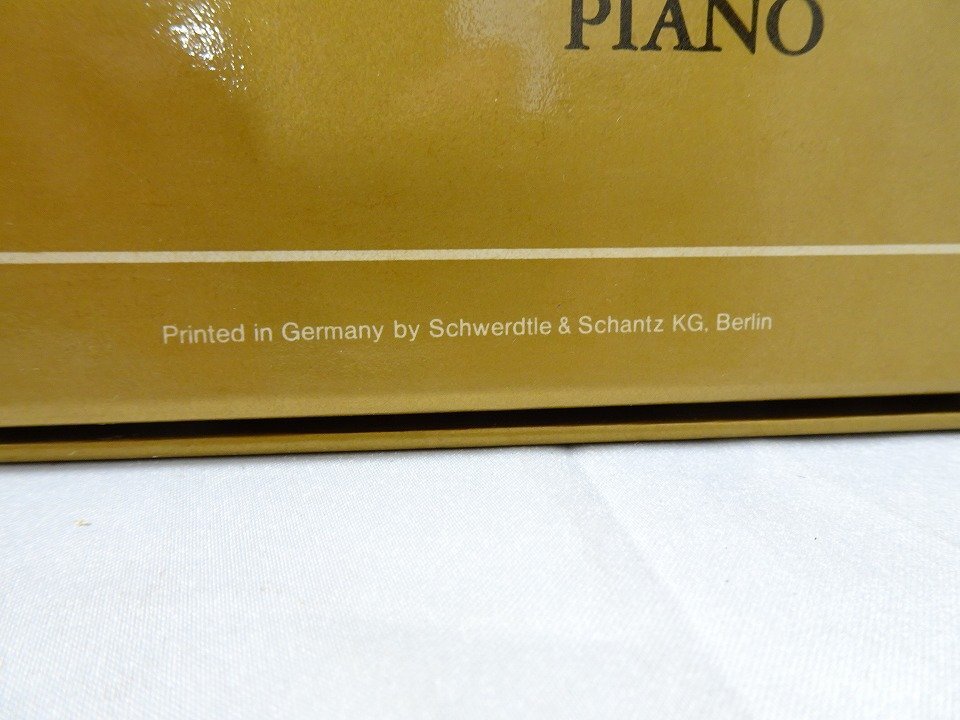 PIANO
Printed in Germany by Schwerdtle & Schantz KG, Berlin